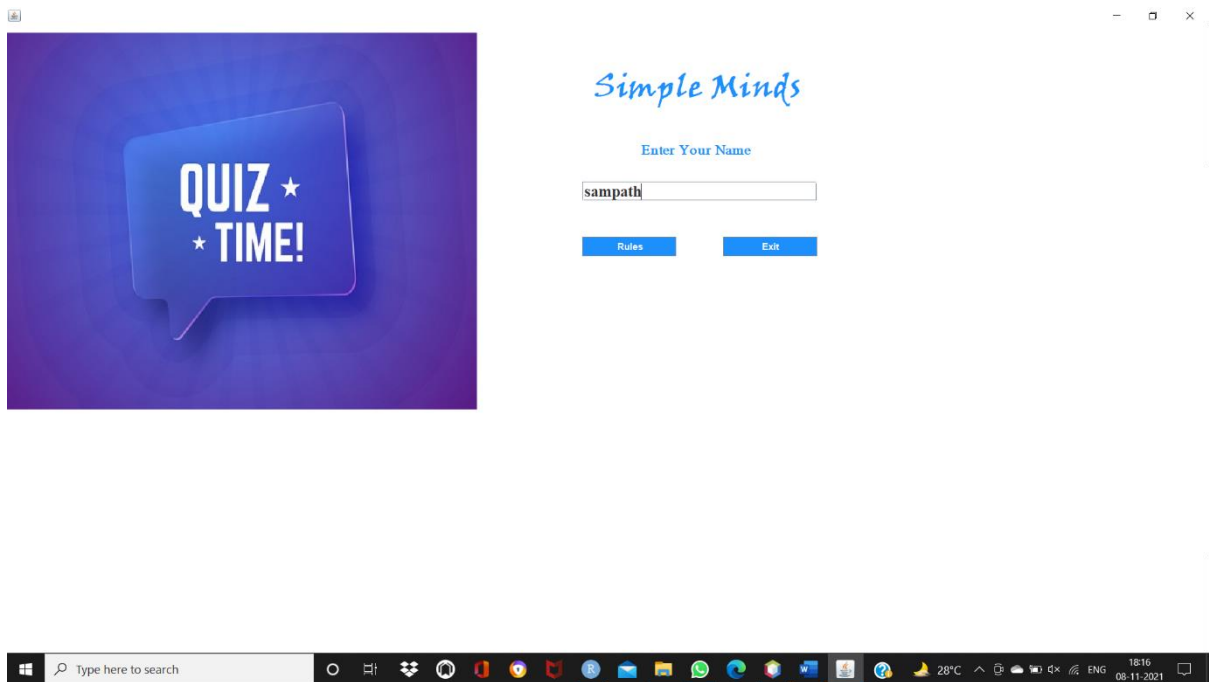 QUIZ
TIME!
Simple Minds
Enter Your Name
sampath
Rules
Exit
Type here to search
R
W
28°C
ENG
18:16
08-11-2021